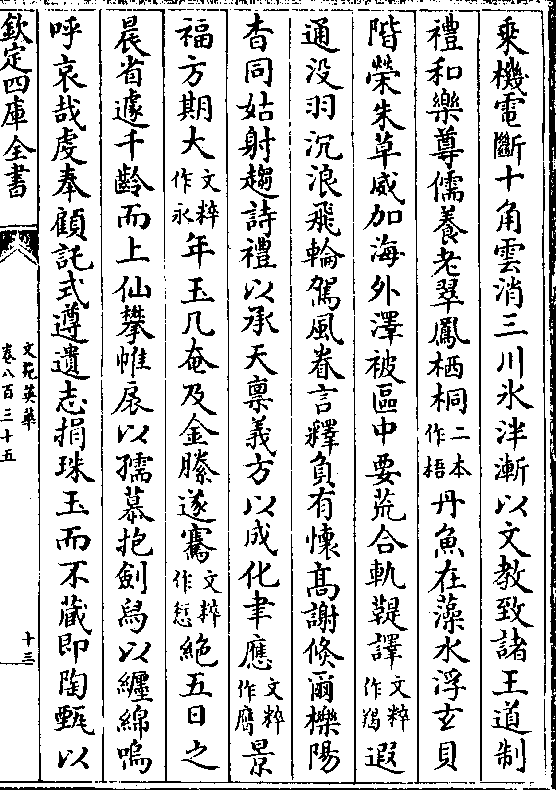 乘機電斷十角雲消三川氷泮漸以文教致諸王道制
禮和樂尊儒養老翠鳳栖桐二本作梧丹魚在藻水浮玄貝
階榮朱草威加海外澤被區中要荒合軌鞮譯文粹作鞨遐
通没羽沉浪飛輪駕風眷言釋負有懷髙謝倐爾櫟陽
杳同姑射趨詩禮以承天禀義方以成化聿應文粹作膺景
福方期大文粹作永年玉几奄及金縢遂騫文粹作愆絶五日之
晨省遽千齡而上仙攀帷扆以孺慕抱劍舄以纏綿嗚
呼哀哉虔奉顧託式遵遺志捐珠玉而不蔵即陶甄以
欽定四庫全書
文苑英華
卷八百三十五
十三